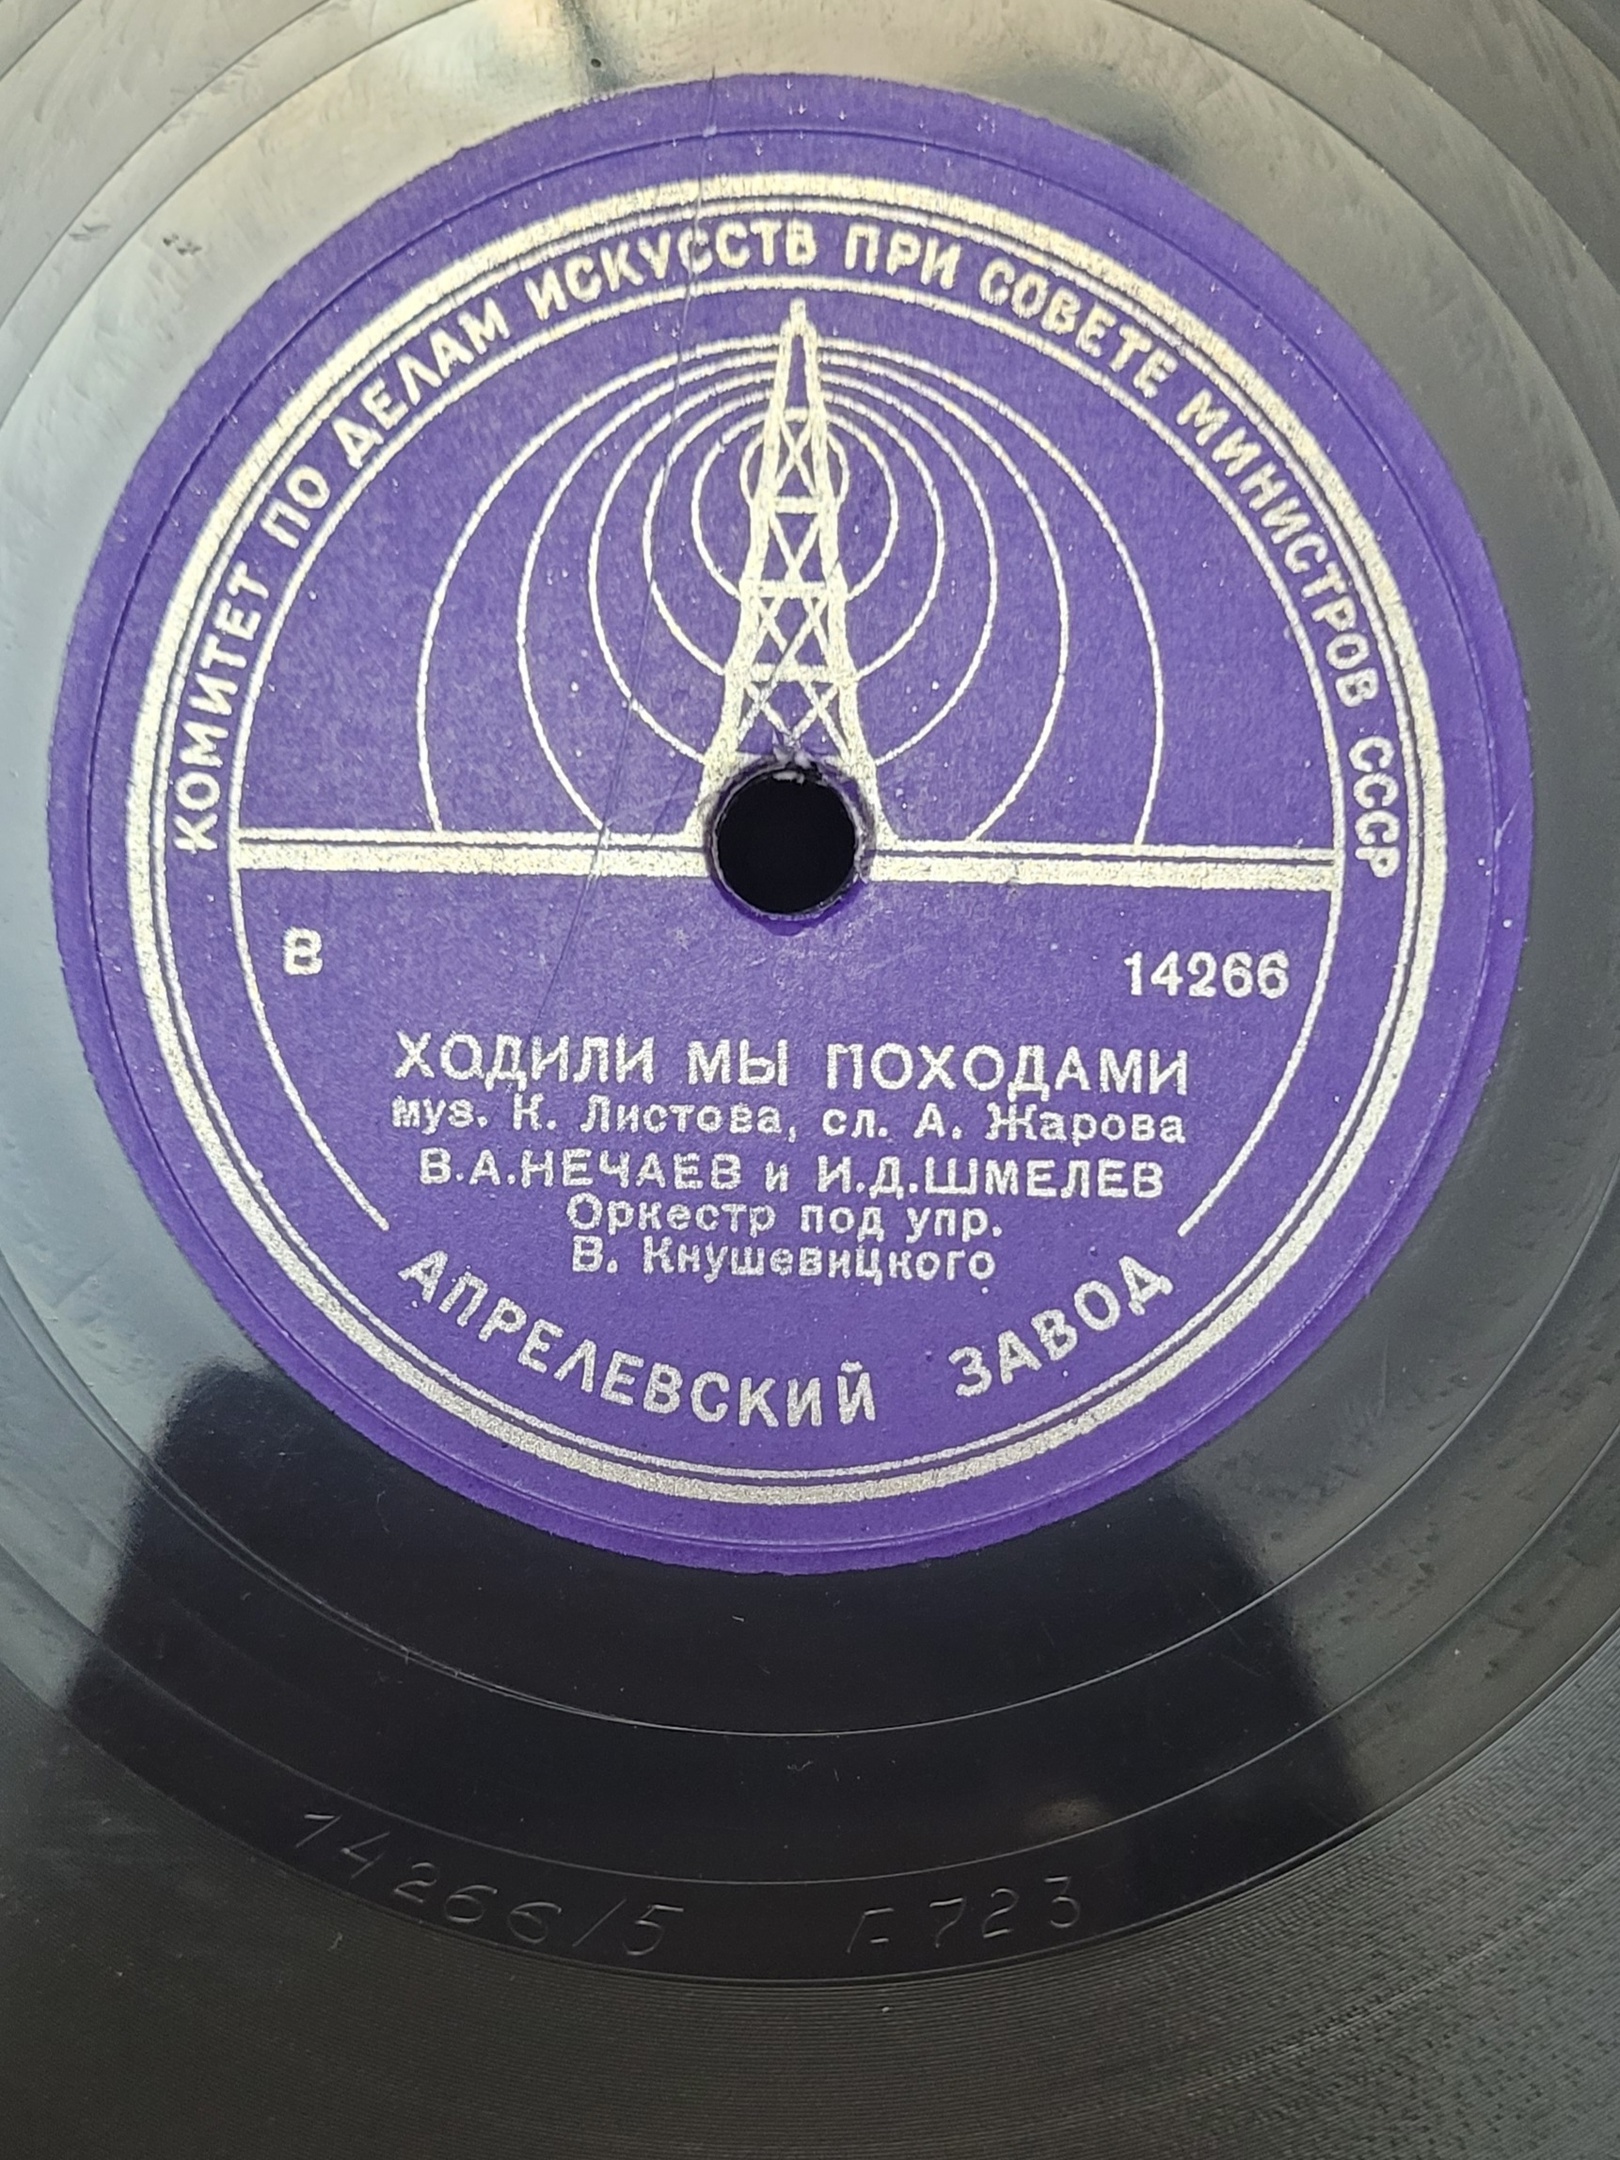 КОМИТЕТ ПО ДЕЛАМ ИСКУССТВ ПРИ СОВЕТЕ МИНИСТРОВ СССР
В 14266
ХОДИЛИ МЫ ПОХОДАМИ
муз. К. Листова, сл. А. Жарова
В.А.НЕЧАЕВ и И.Д.ШМЕЛЕВ
Оркестр под упр.
В. Кнушевицкого
АПРЕЛЕВСКИЙ ЗАВОД
14266/5 F723